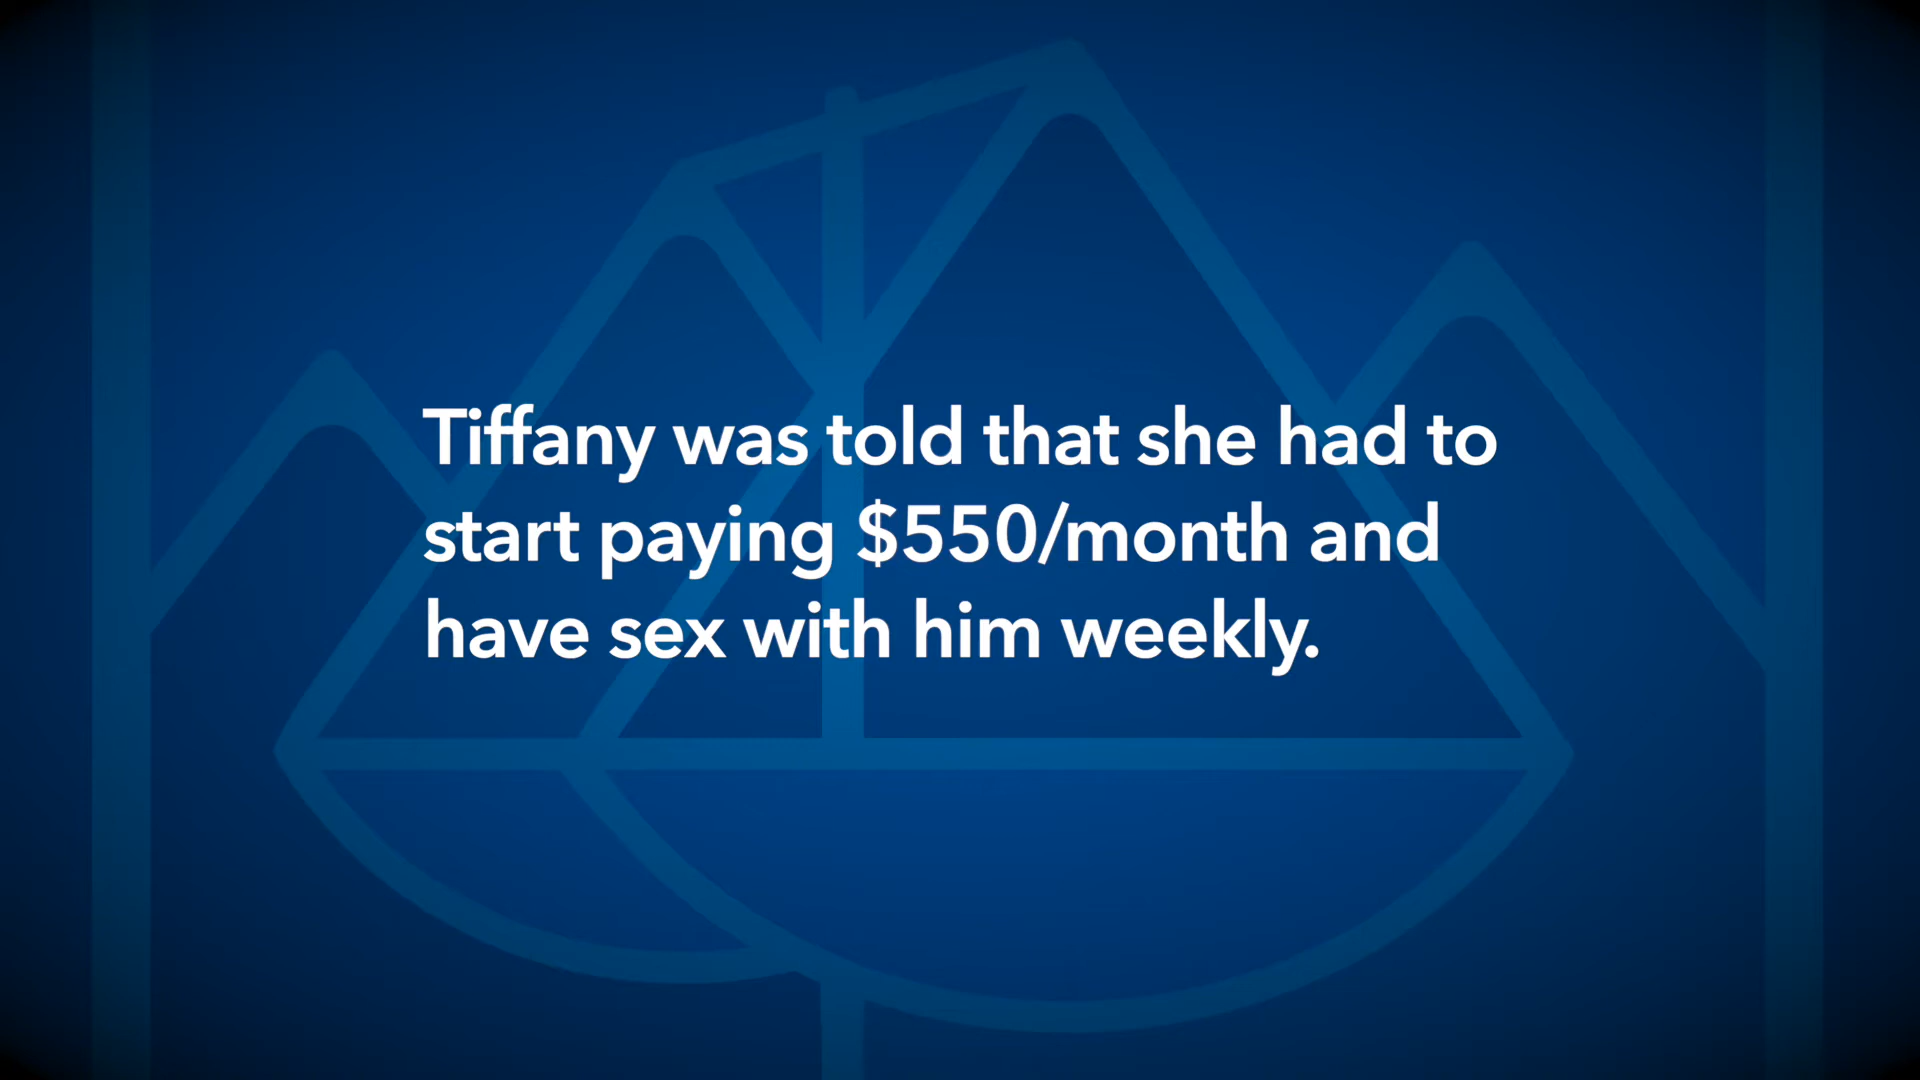 Tiffany was told that she had to
start paying $550/month and
have sex with him weekly.